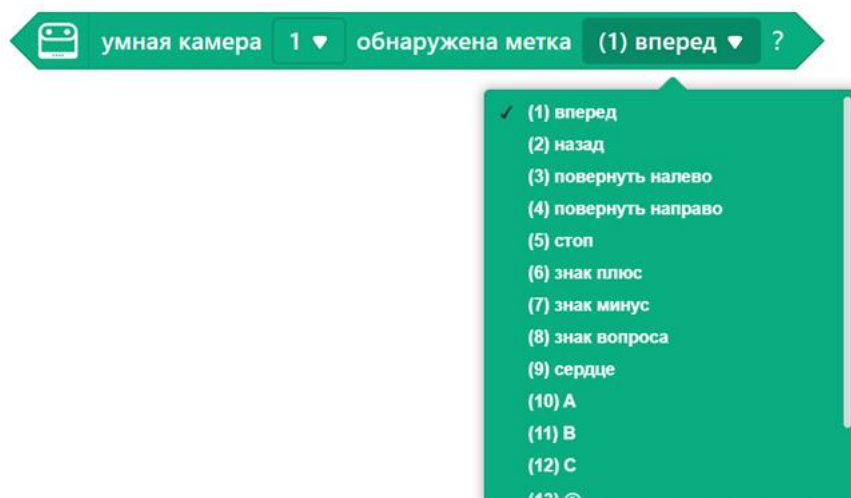 умная камера 1 ▼ обнаружена метка (1) вперед ▼ ?
✓ (1) вперед
(2) назад
(3) повернуть налево
(4) повернуть направо
(5) стоп
(6) знак плюс
(7) знак минус
(8) знак вопроса
(9) сердце
(10) A
(11) B
(12) C